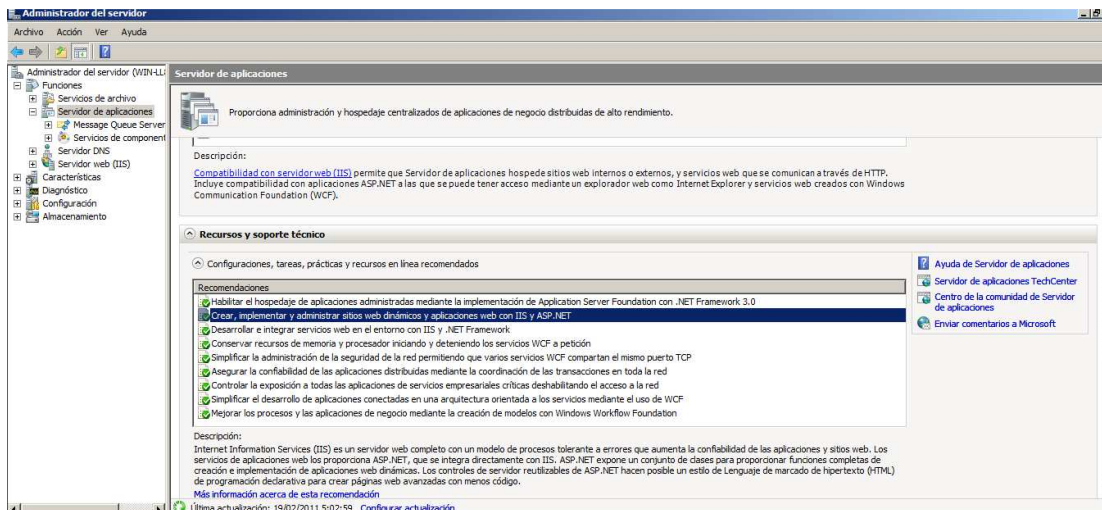 Administrador del servidor
Archivo Acción Ver Ayuda
Administrador del servidor (WIN-LL
Funciones
Servicios de archivo
Servidor de aplicaciones
Message Queue Server
Servicios de component
Servidor DNS
Servidor web (IIS)
Características
Diagnóstico
Configuración
Almacenamiento
Servidor de aplicaciones
Proporciona administración y hospedaje centralizados de aplicaciones de negocio distribuidas de alto rendimiento.
Descripción:
Compatibilidad con servidor web (IIS) permite que Servidor de aplicaciones hospede sitios web internos o externos, y servicios web que se comunican a través de HTTP.
Incluye compatibilidad con aplicaciones ASP.NET a las que se puede tener acceso mediante un explorador web como Internet Explorer y servicios web creados con Windows
Communication Foundation (WCF).
Recursos y soporte técnico
Configuraciones, tareas, prácticas y recursos en línea recomendados
Recomendaciones
Habilitar el hospedaje de aplicaciones administradas mediante la implementación de Application Server Foundation con .NET Framework 3.0
Crear, implementar y administrar sitios web dinámicos y aplicaciones web con IIS y ASP.NET
Desarrollar e integrar servicios web en el entorno con IIS y .NET Framework
Conservar recursos de memoria y procesador iniciando y deteniendo los servicios WCF a petición
Simplificar la administración de la seguridad de la red permitiendo que varios servicios WCF compartan el mismo puerto TCP
Asegurar la confiabilidad de las aplicaciones distribuidas mediante la coordinación de las transacciones en toda la red
Controlar la exposición a todas las aplicaciones de servicios empresariales críticas deshabilitando el acceso a la red
Simplificar el desarrollo de aplicaciones conectadas en una arquitectura orientada a los servicios mediante el uso de WCF
Mejorar los procesos y las aplicaciones de negocio mediante la creación de modelos con Windows Workflow Foundation
Descripción:
Internet Information Services (IIS) es un servidor web completo con un modelo de procesos tolerante a errores que aumenta la confiabilidad de las aplicaciones y sitios web. Los
servicios de aplicaciones web los proporciona ASP.NET, que se integra directamente con IIS. ASP.NET expone un conjunto de clases para proporcionar funciones completas de
creación e implementación de aplicaciones web dinámicas. Los controles de servidor reutilizables de ASP.NET hacen posible un estilo de Lenguaje de marcado de hipertexto (HTML)
de programación declarativa para crear páginas web avanzadas con menos código.
Más información acerca de esta recomendación
Ayuda de Servidor de aplicaciones
Servidor de aplicaciones TechCenter
Centro de la comunidad de Servidor
de aplicaciones
Enviar comentarios a Microsoft
Última actualización: 19/02/2011 5:02:59 Configurar actualización